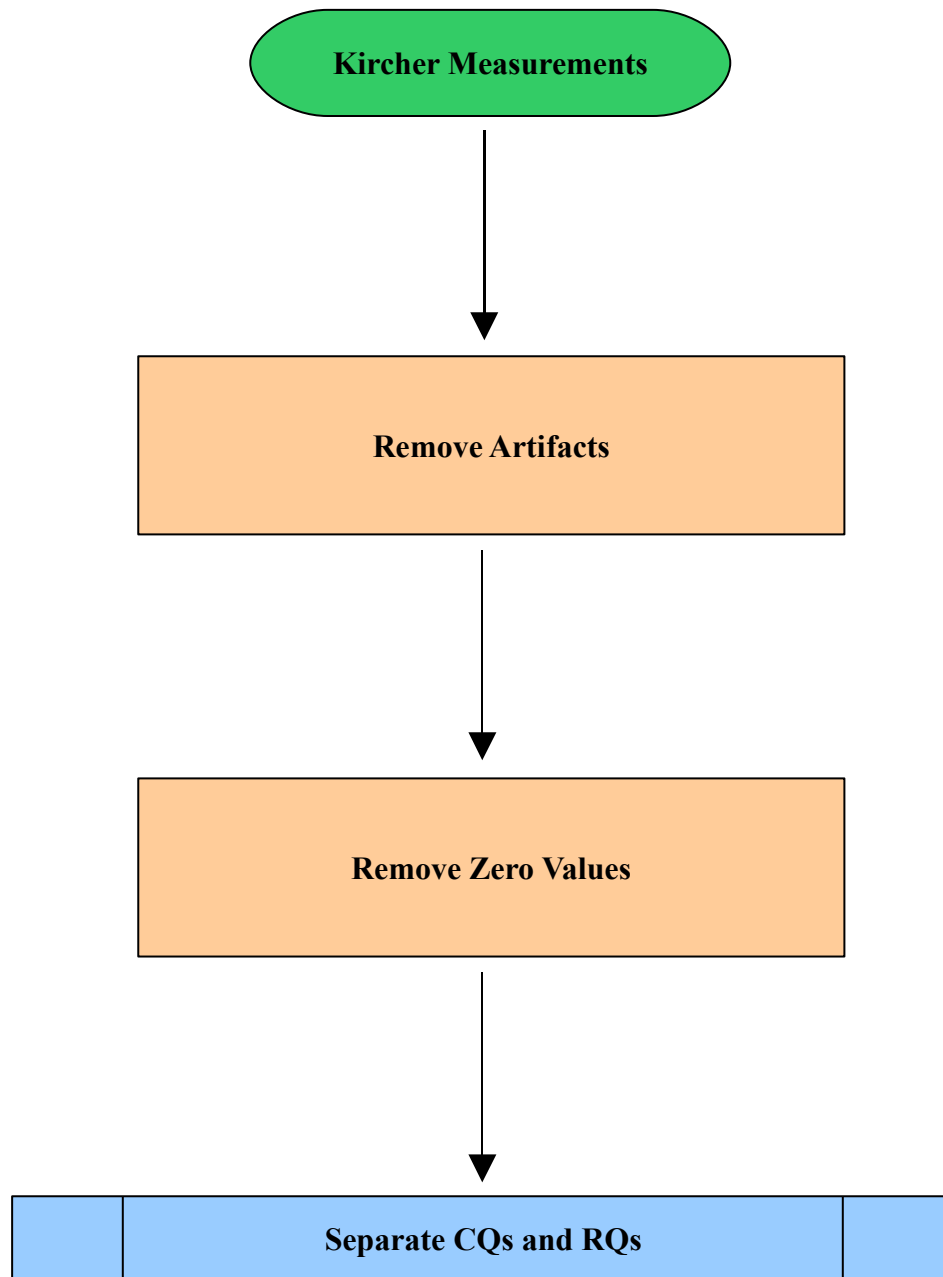 Kircher Measurements
Remove Artifacts
Remove Zero Values
Separate CQs and RQs